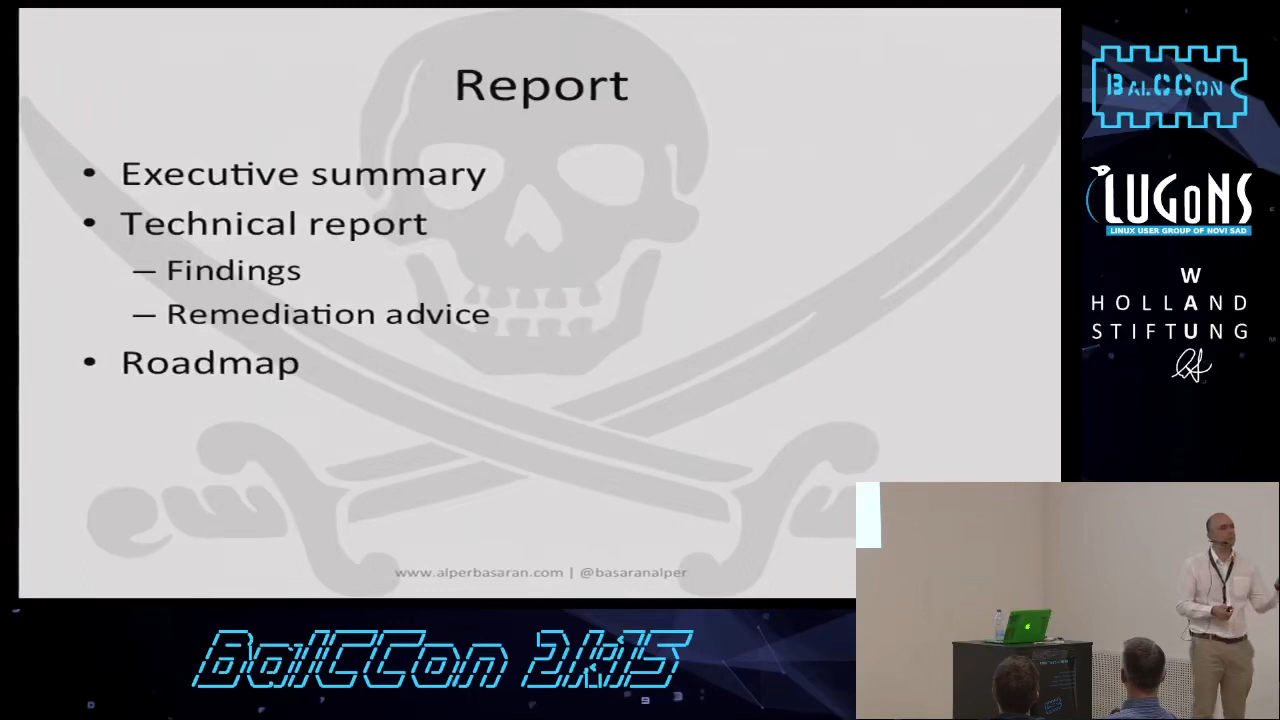 Report
• Executive summary
• Technical report
– Findings
– Remediation advice
• Roadmap
www.alperbasaran.com | @basaranalper
BALCCON
LUGONS
LINUX USER GROUP OF NOVI SAD
W
HOLLAND
A
STIFTUNG
BalCCon 2k15